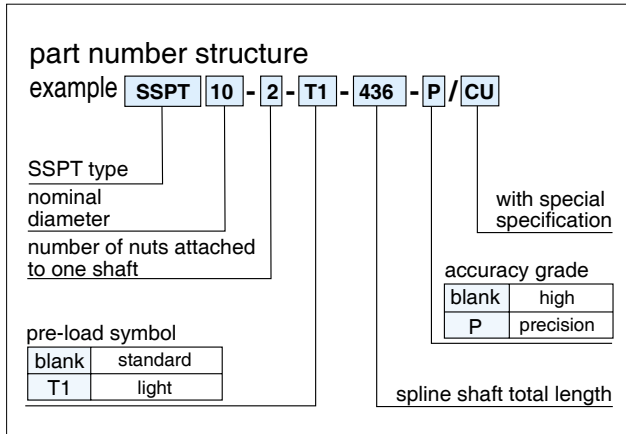 part number structure
example SSPT 10 - 2 - T1 - 436 - P / CU
SSPT type
nominal
diameter
number of nuts attached
to one shaft
with special
specification
accuracy grade
blank high
P precision
pre-load symbol
blank standard
T1 light
spline shaft total length